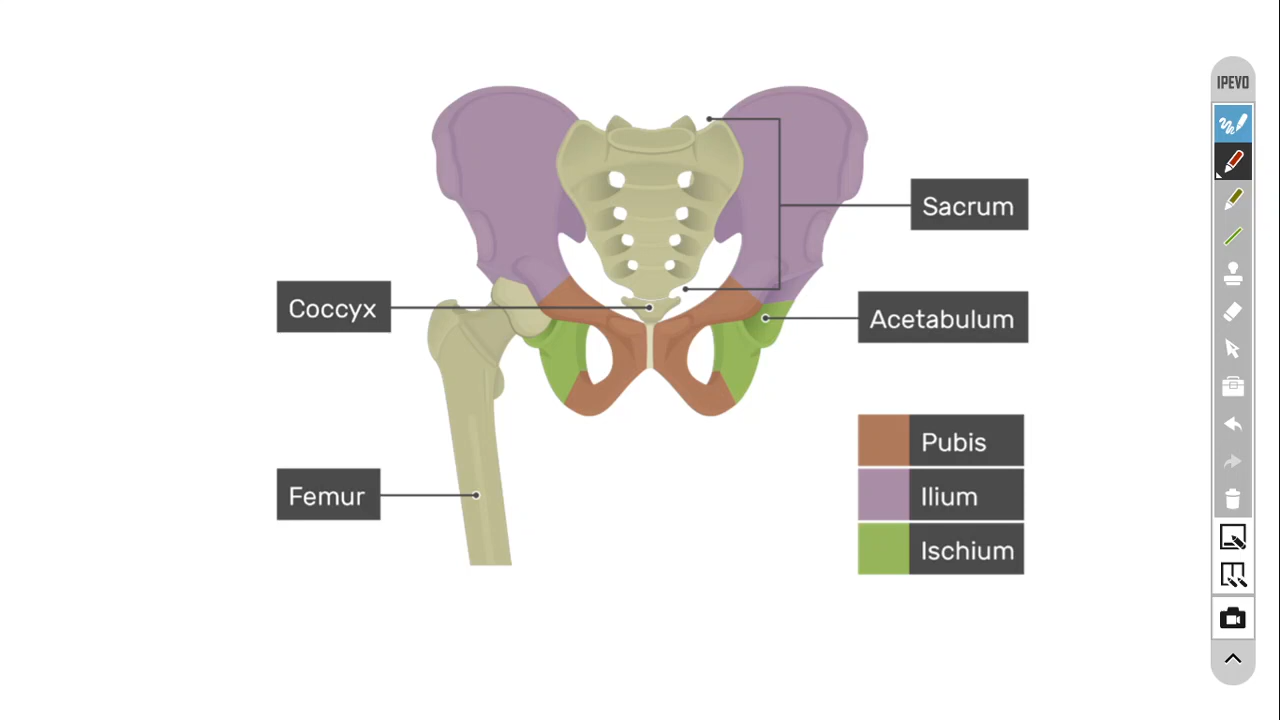 IPEVO
Sacrum
Coccyx
Acetabulum
Pubis
Femur
Ilium
Ischium